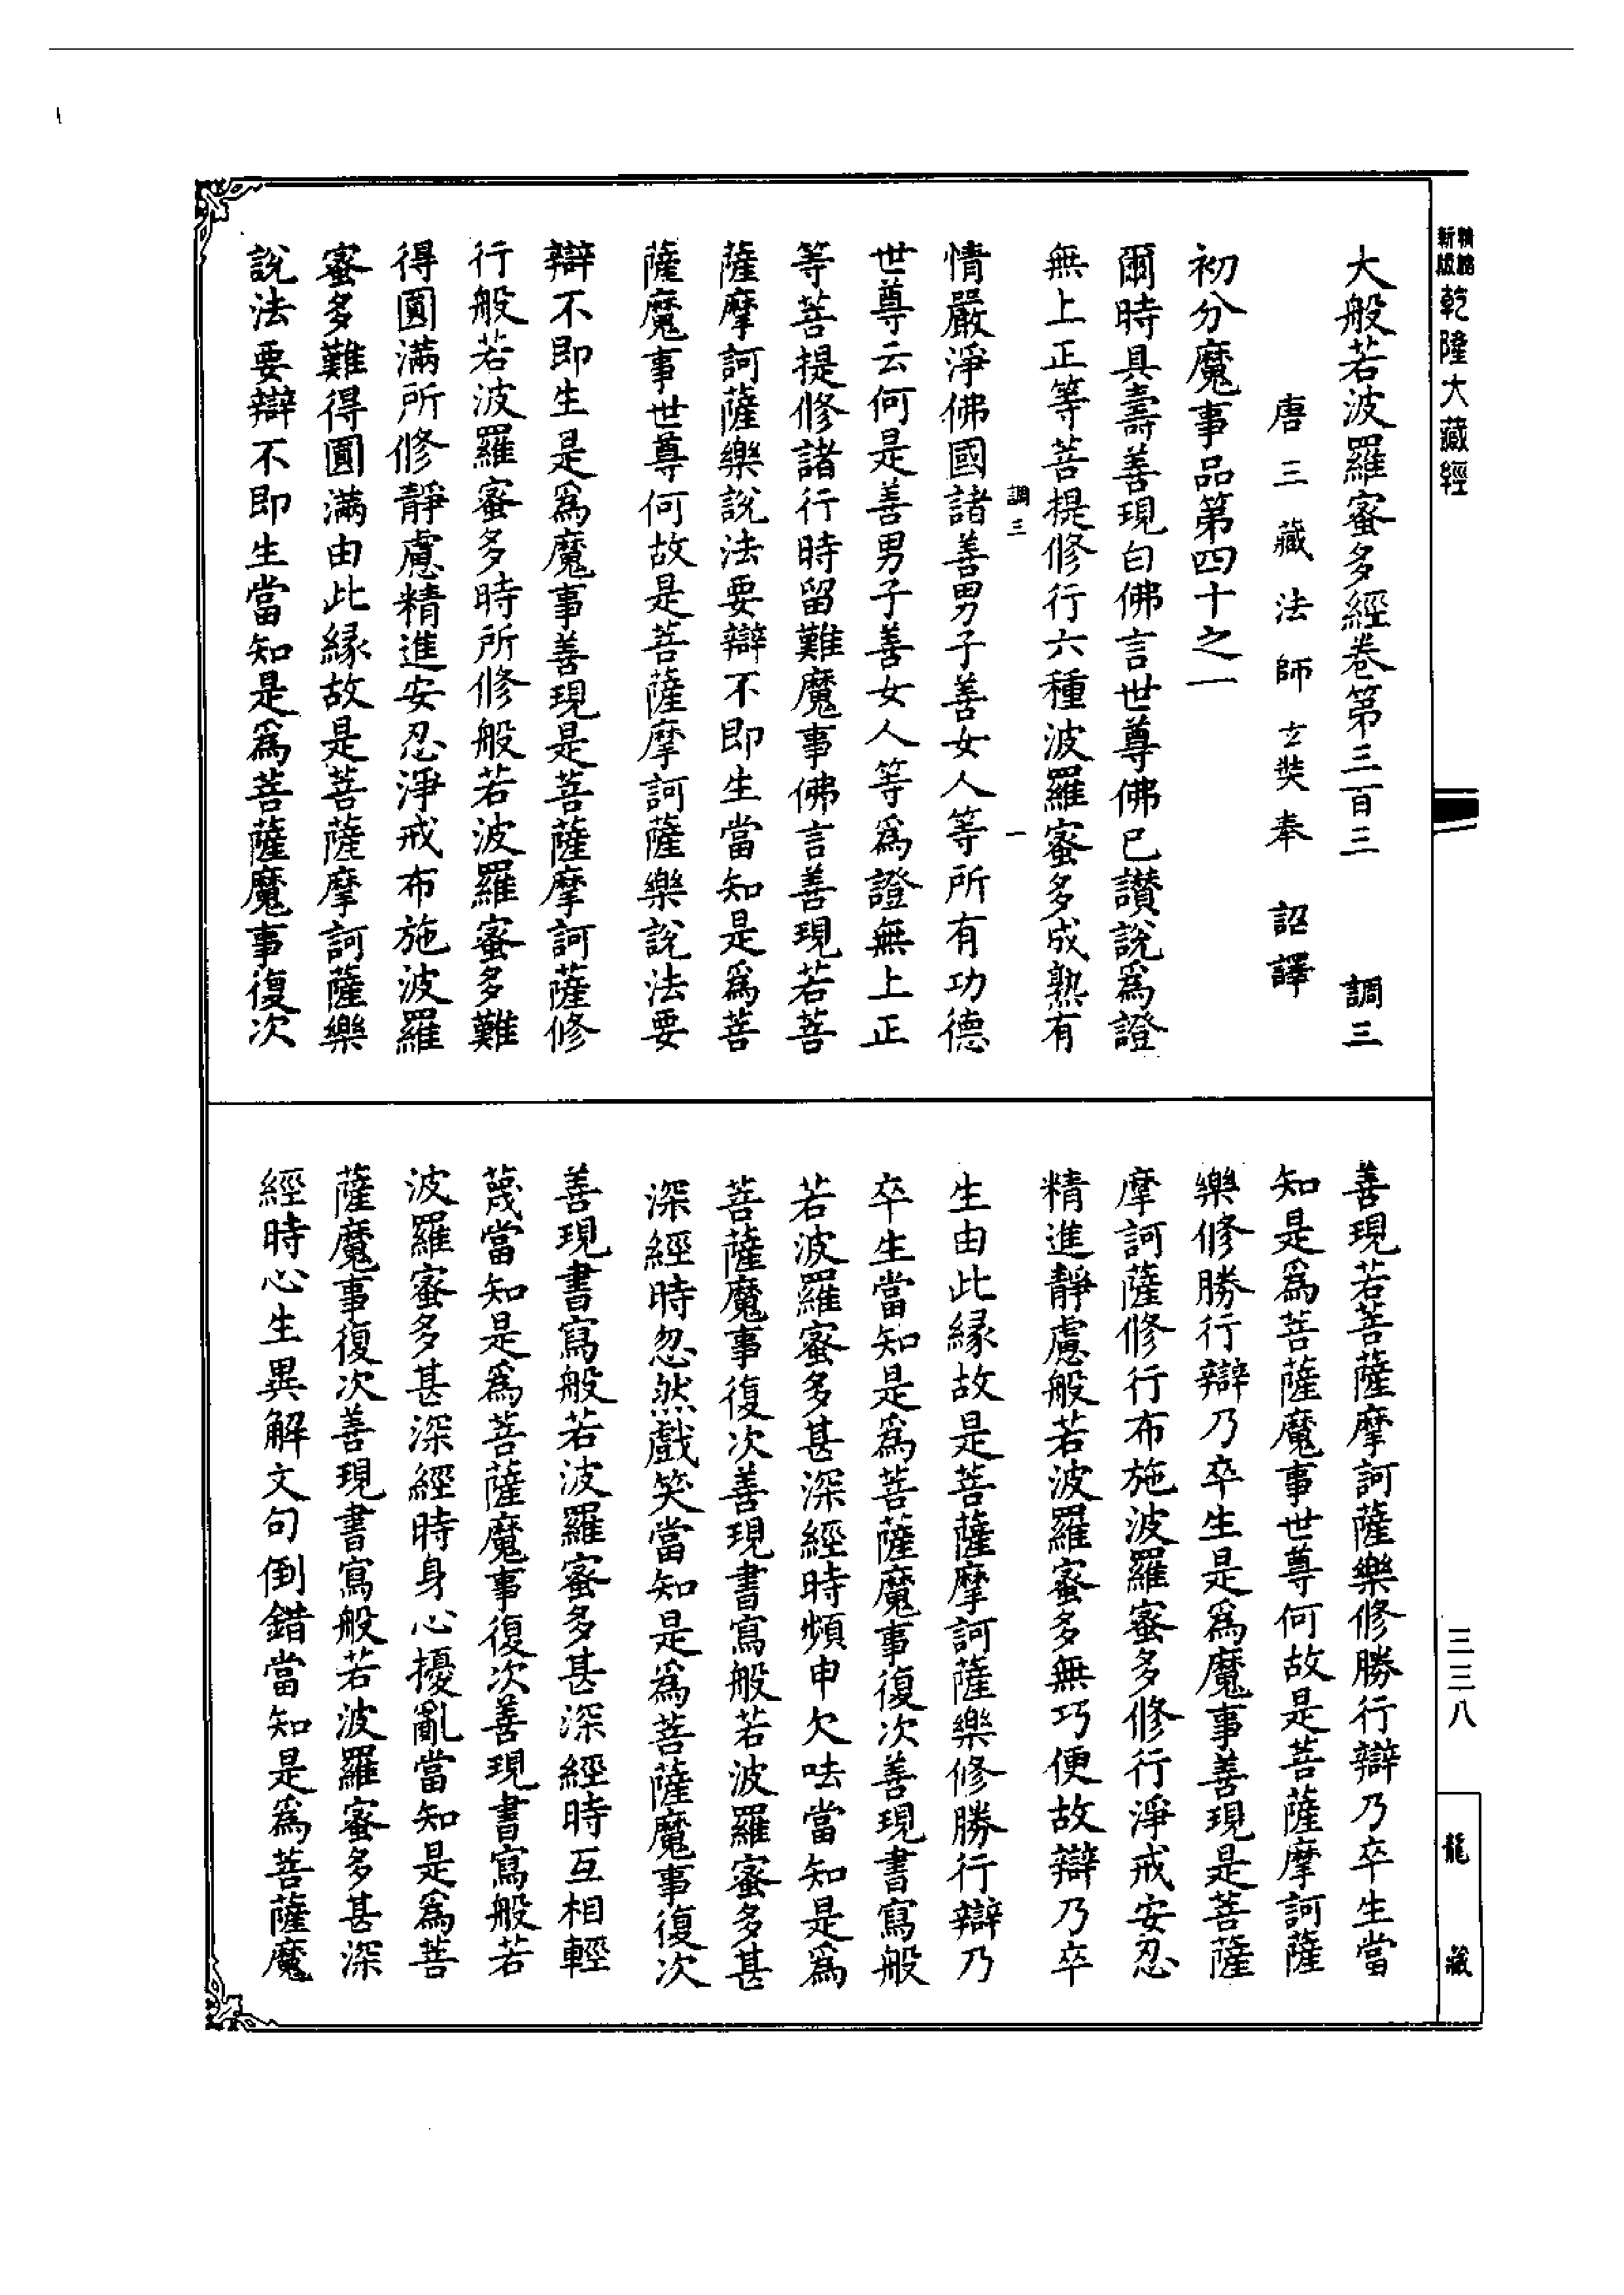 大般若波羅蜜多經卷第三百三　調三
唐三藏法師玄奘奉　詔譯
初分魔事品第四十之一
爾時具壽善現白佛言世尊佛已讚說爲證
無上正等菩提修行六種波羅蜜多成熟有
調三　一
情嚴淨佛國諸善男子善女人等所有功德
世尊云何是善男子善女人等爲證無上正
等菩提修諸行時留難魔事佛言善現若菩
薩摩訶薩樂說法要辯不即生當知是爲菩
薩魔事世尊何故是菩薩摩訶薩樂說法要
辯不即生是爲魔事善現是菩薩摩訶薩修
行般若波羅蜜多時所修般若波羅蜜多難
得圓滿所修靜慮精進安忍淨戒布施波羅
蜜多難得圓滿由此緣故是菩薩摩訶薩樂
說法要辯不即生當知是爲菩薩魔事復次
善現若菩薩摩訶薩樂修勝行辯乃卒生當
知是爲菩薩魔事世尊何故是菩薩摩訶薩
樂修勝行辯乃卒生是爲魔事善現是菩薩
摩訶薩修行布施波羅蜜多修行淨戒安忍
精進靜慮般若波羅蜜多無巧便故辯乃卒
生由此緣故是菩薩摩訶薩樂修勝行辯乃
卒生當知是爲菩薩魔事復次善現書寫般
若波羅蜜多甚深經時頻申欠呿當知是爲
菩薩魔事復次善現書寫般若波羅蜜多甚
深經時忽然戲笑當知是爲菩薩魔事復次
善現書寫般若波羅蜜多甚深經時互相輕
蔑當知是爲菩薩魔事復次善現書寫般若
波羅蜜多甚深經時身心擾亂當知是爲菩
薩魔事復次善現書寫般若波羅蜜多甚深
經時心生異解文句倒錯當知是爲菩薩魔
新版
乾隆大藏經
三三八
龍藏